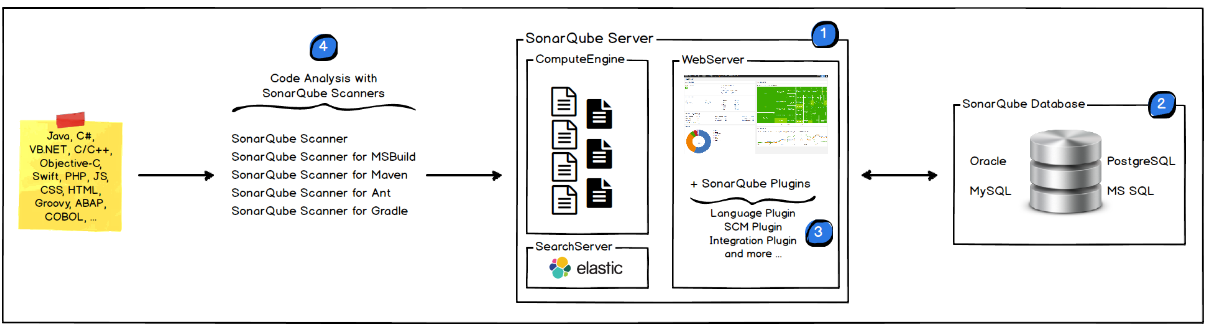 Java, C#,
VB.NET, C/C++,
Objective-C,
Swift, PHP, JS,
CSS, HTML,
Groovy, ABAP,
COBOL, ...
4
Code Analysis with
SonarQube Scanners
SonarQube Scanner
SonarQube Scanner for MSBuild
SonarQube Scanner for Maven
SonarQube Scanner for Ant
SonarQube Scanner for Gradle
1
SonarQube Server
ComputeEngine
SearchServer
elastic
WebServer
+ SonarQube Plugins
Language Plugin
SCM Plugin
Integration Plugin
and more ...
3
2
SonarQube Database
Oracle
MySQL
PostgreSQL
MS SQL